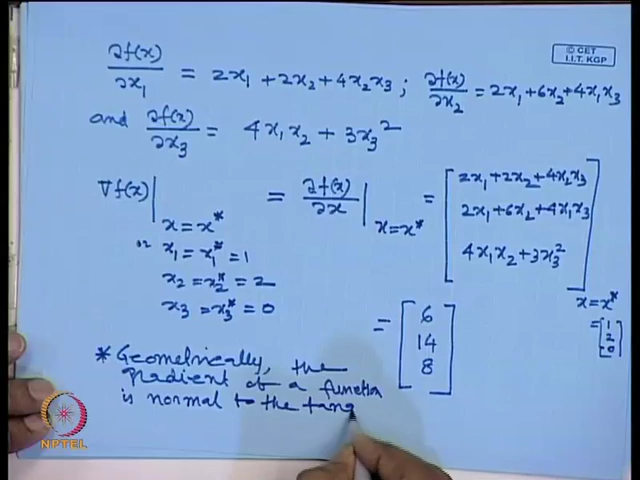 © CET
I.I.T. KGP
∂f(x)/∂x₁ = 2x₁ + 2x₂ + 4x₂x₃ ; ∂f(x)/∂x₂ = 2x₁ + 6x₂ + 4x₁x₃
and ∂f(x)/∂x₃ = 4x₁x₂ + 3x₃²
∇f(x)| x = x* = ∂f(x)/∂x | x = x* = [2x₁ + 2x₂ + 4x₂x₃
2x₁ + 6x₂ + 4x₁x₃
4x₁x₂ + 3x₃²] x = x*
or x₁ = x₁* = 1
x₂ = x₂* = 2
x₃ = x₃* = 0
= [1
2
0]
= [6
14
8]
* Geometrically, the
gradient of a function
is normal to the tang
NPTEL